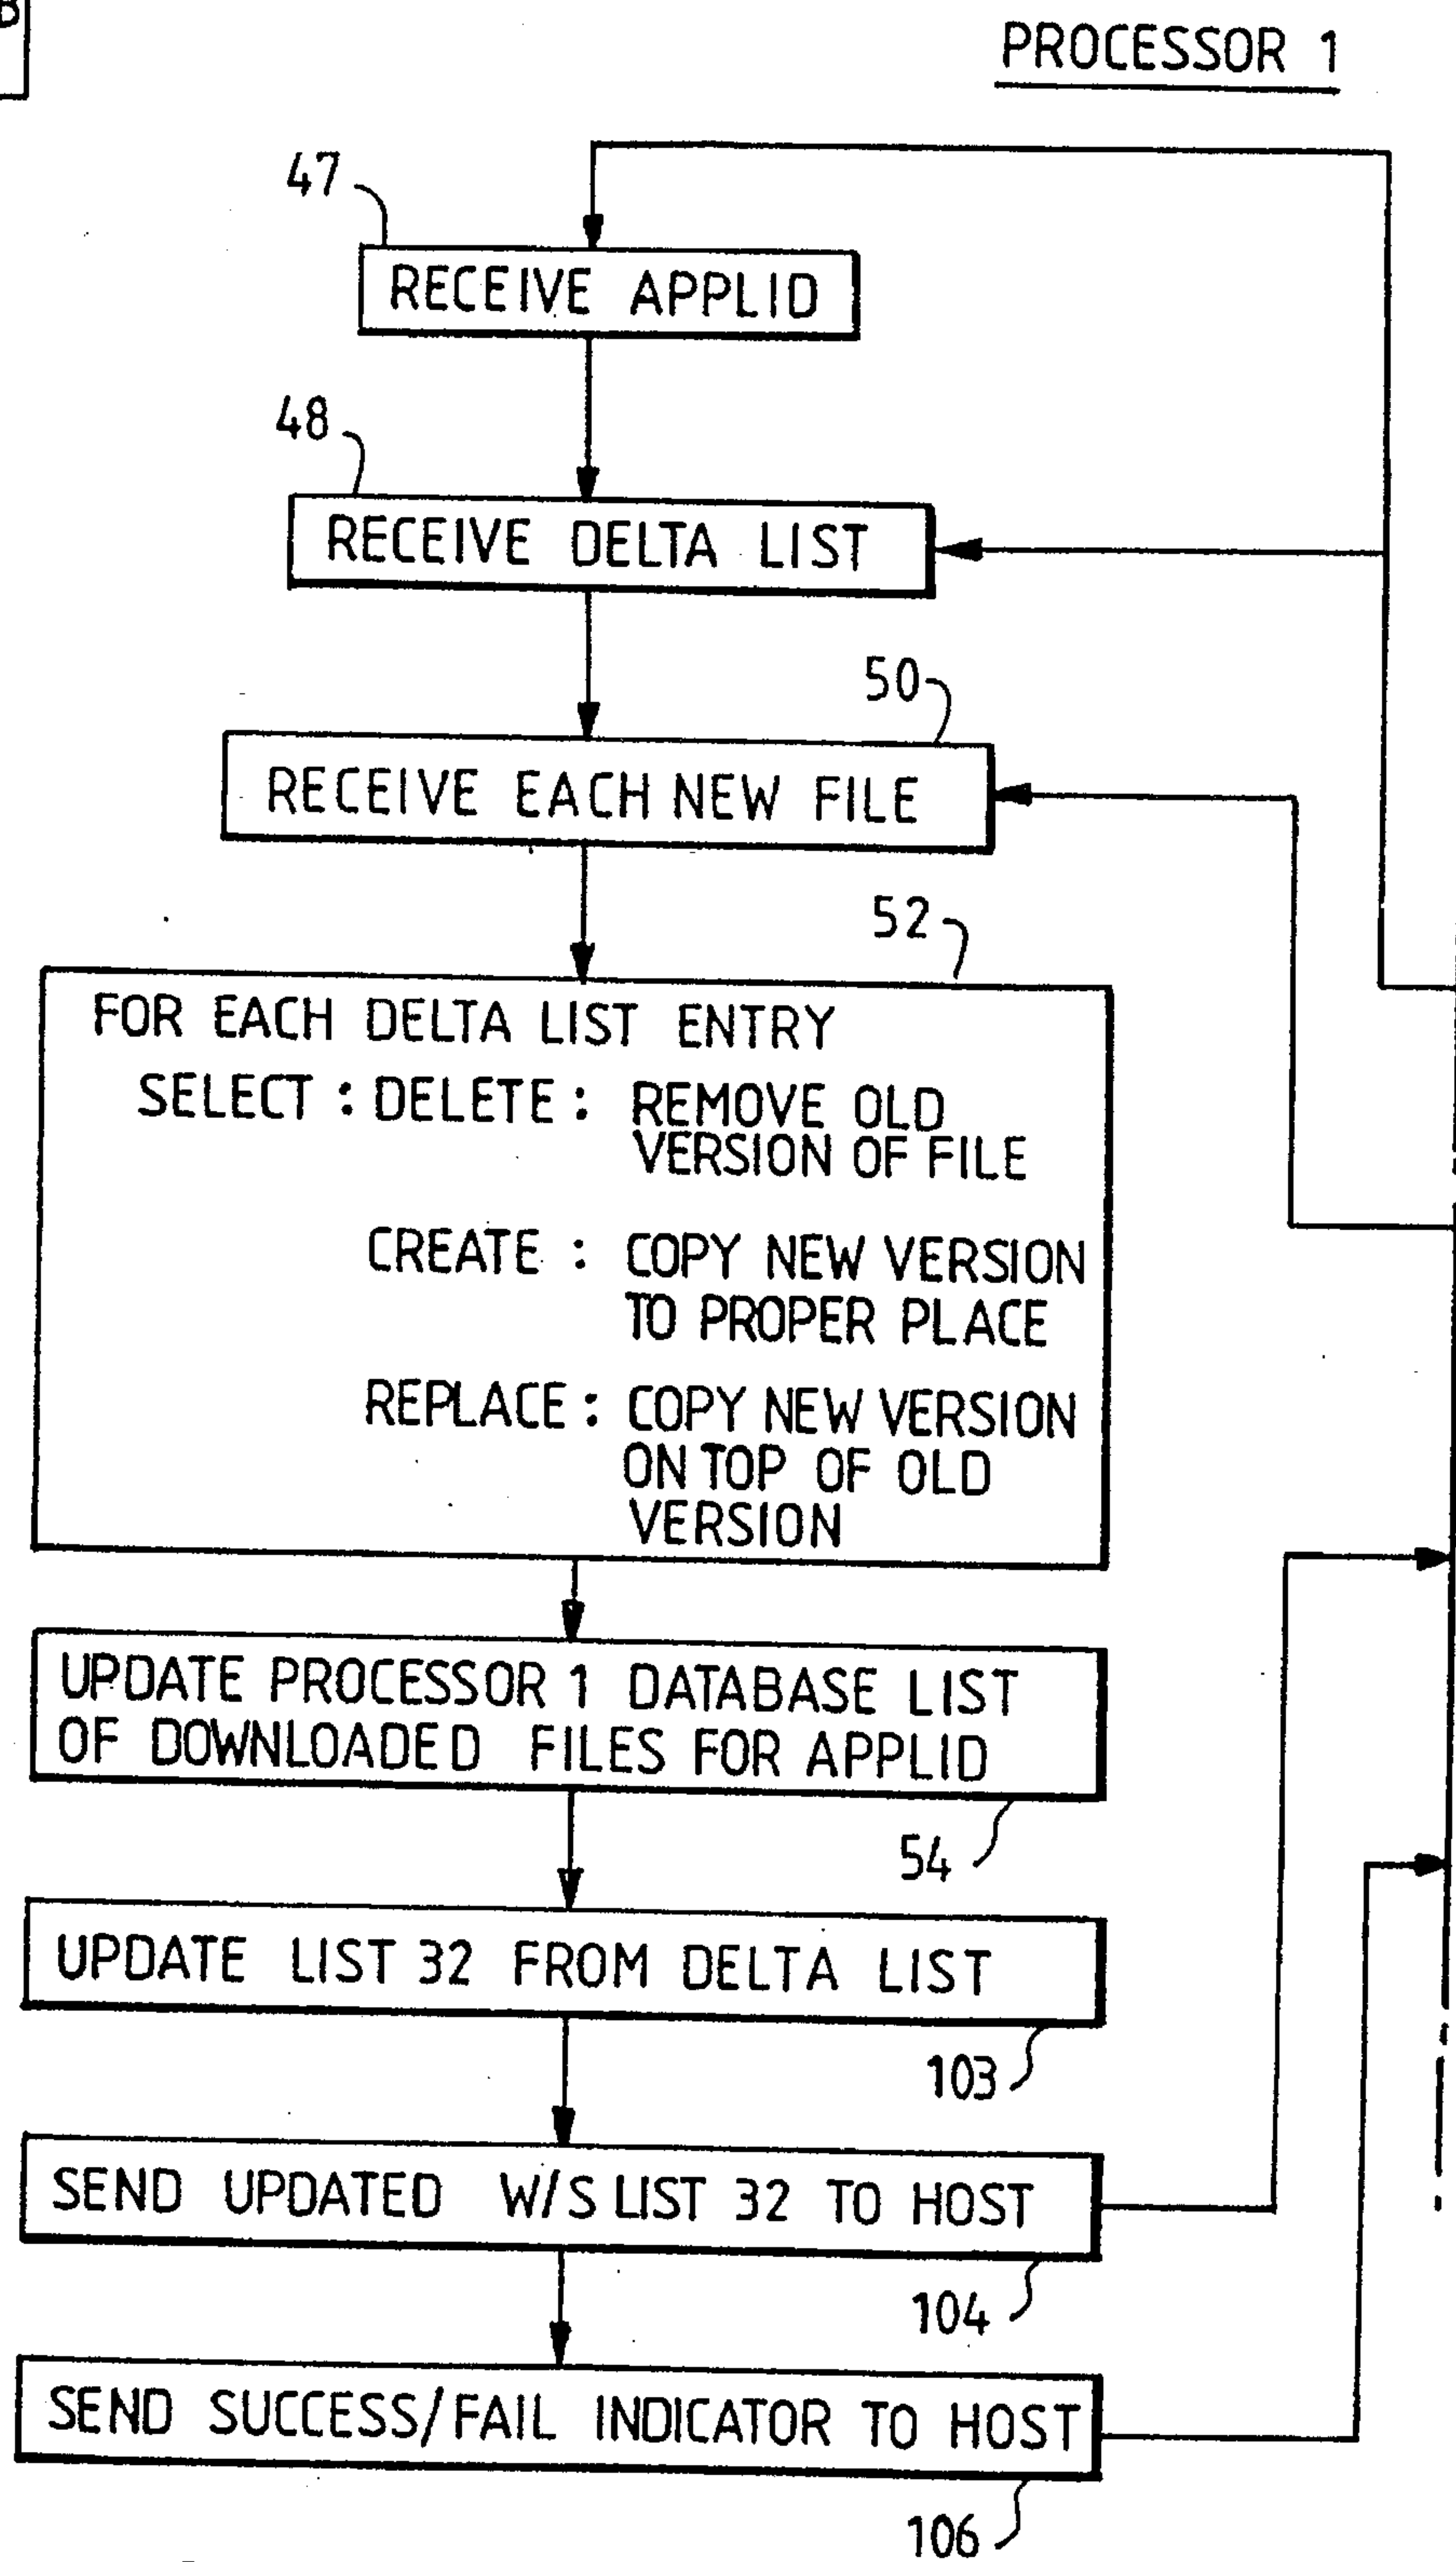 B
PROCESSOR 1
47
RECEIVE APPLID
48
RECEIVE DELTA LIST
50
RECEIVE EACH NEW FILE
52
FOR EACH DELTA LIST ENTRY
SELECT : DELETE : REMOVE OLD
VERSION OF FILE
CREATE : COPY NEW VERSION
TO PROPER PLACE
REPLACE : COPY NEW VERSION
ON TOP OF OLD
VERSION
UPDATE PROCESSOR 1 DATABASE LIST
OF DOWNLOADED FILES FOR APPLID
54
UPDATE LIST 32 FROM DELTA LIST
103
SEND UPDATED W/S LIST 32 TO HOST
104
SEND SUCCESS/FAIL INDICATOR TO HOST
106